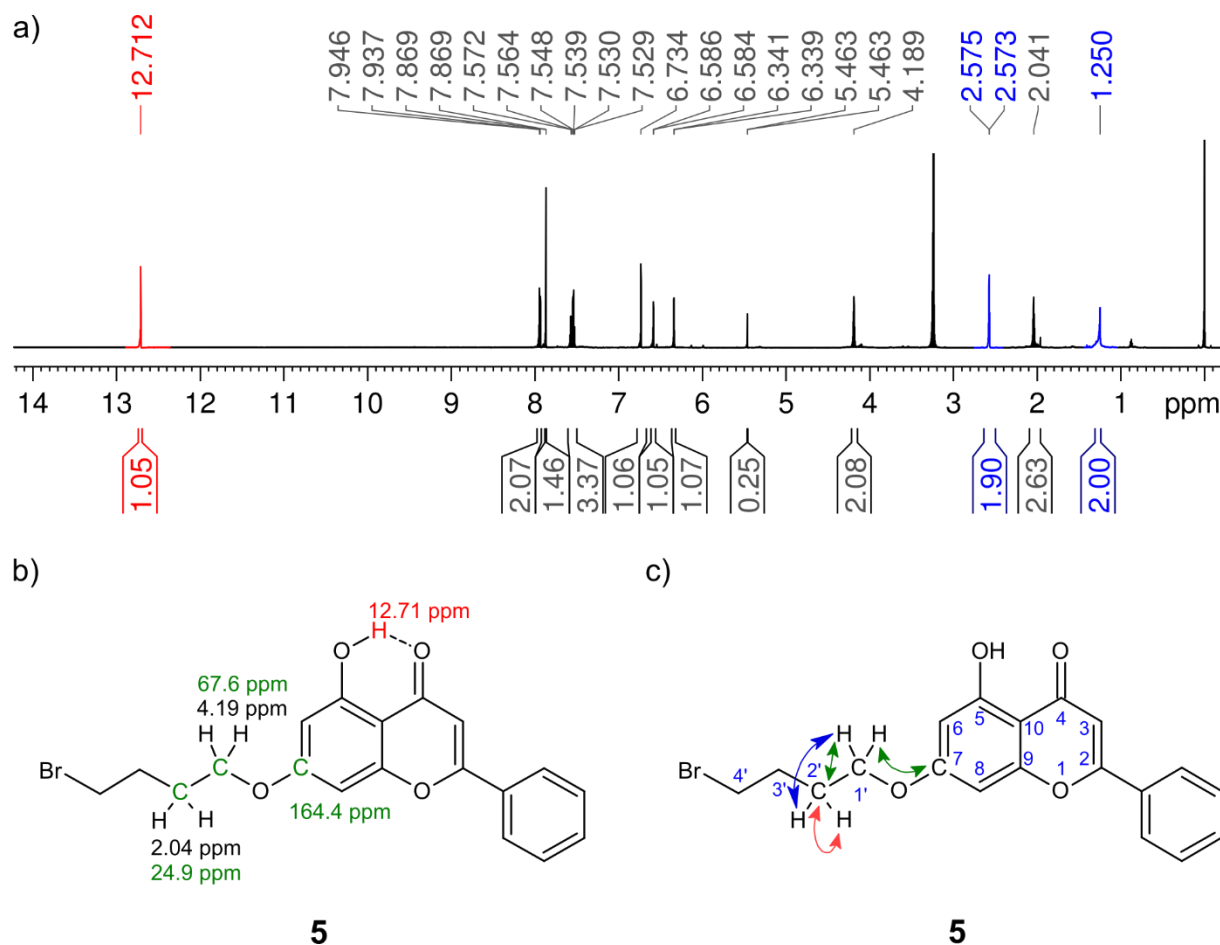 a)
12.712
7.946
7.937
7.869
7.869
7.572
7.564
7.548
7.539
7.530
7.529
6.734
6.586
6.584
6.341
6.339
5.463
5.463
4.189
2.575
2.573
2.041
1.250
14 13 12 11 10 9 8 7 6 5 4 3 2 1 ppm
1.05
2.07
1.46
3.37
1.06
1.05
1.07
0.25
2.08
1.90
2.63
2.00
b)
12.71 ppm
H
O O
67.6 ppm
4.19 ppm
H H
Br
C C
C O O
H H
164.4 ppm
2.04 ppm
24.9 ppm
5
c)
OH O
5 4
H H
6 10 3
Br
2' 7 9 2
4' C 8 1
3' 1' O O
H H
5